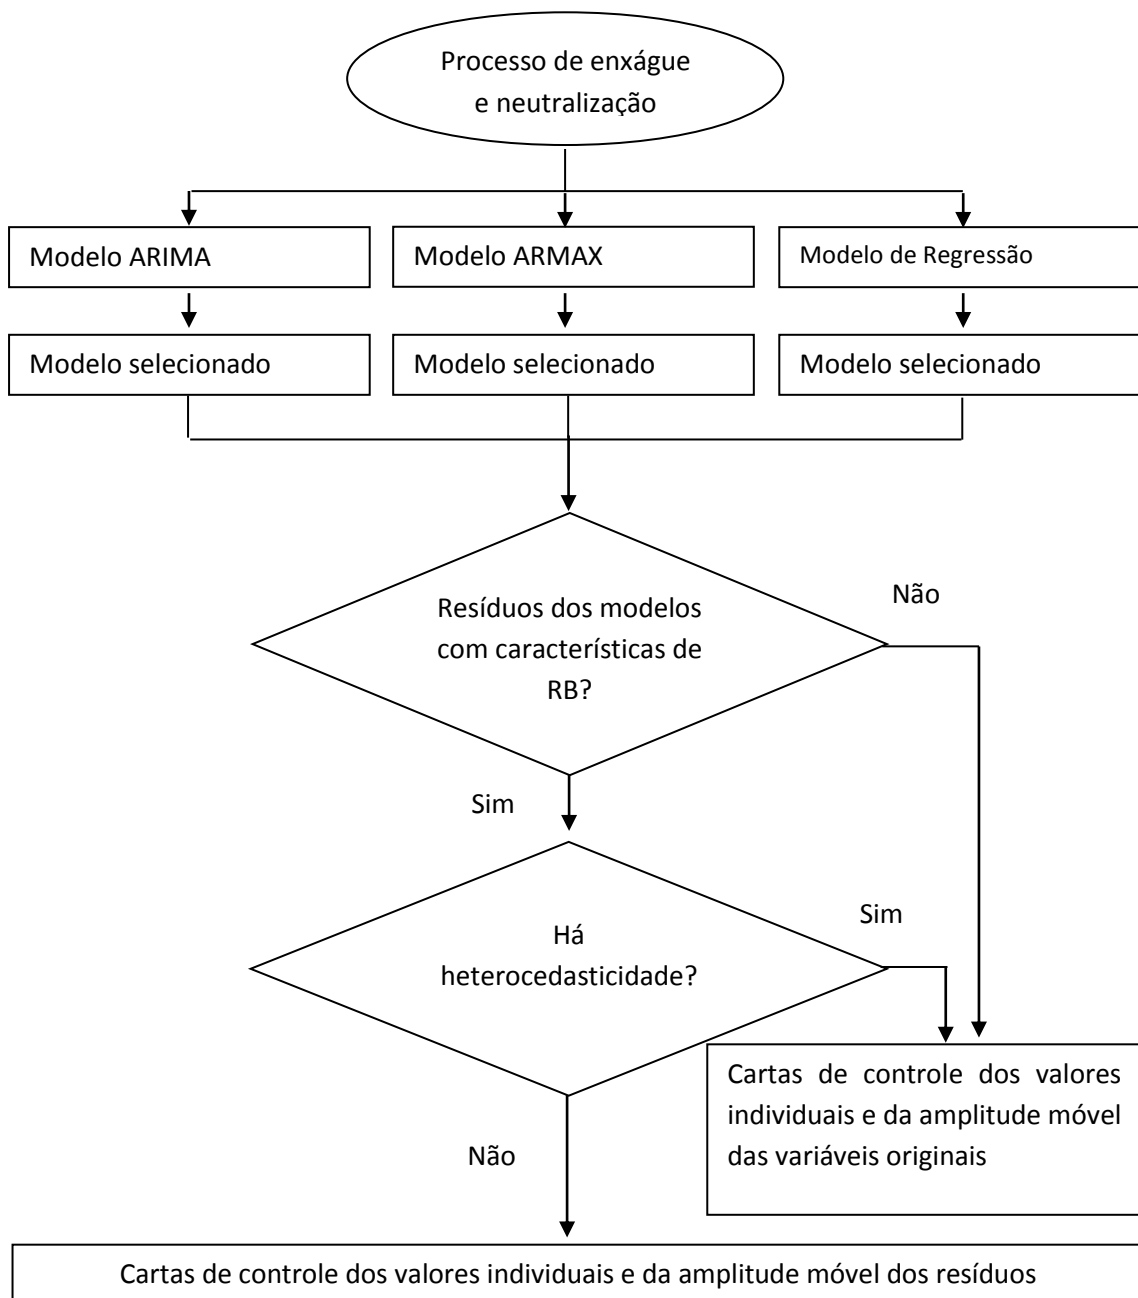 Processo de enxágue
e neutralização
Modelo ARIMA
Modelo ARMAX
Modelo de Regressão
Modelo selecionado
Modelo selecionado
Modelo selecionado
Resíduos dos modelos
com características de
RB?
Não
Sim
Há
heterocedasticidade?
Sim
Não
Cartas de controle dos valores
individuais e da amplitude móvel
das variáveis originais
Cartas de controle dos valores individuais e da amplitude móvel dos resíduos